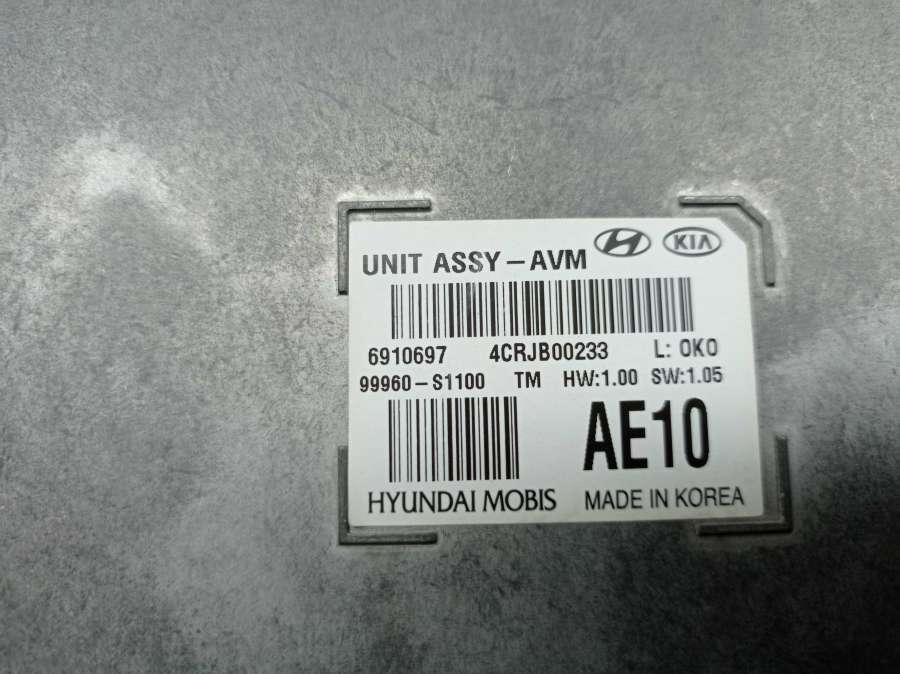 UNIT ASSY-AVM KIA
6910697 4CRJB00233 L: OKO
99960-S1100 TM HW:1.00 SW:1.05
AE10
HYUNDAI MOBIS MADE IN KOREA